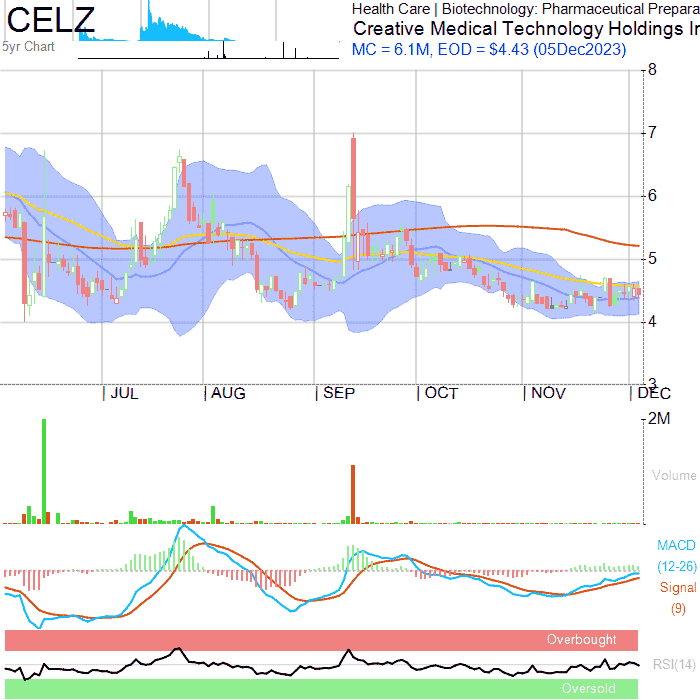 CELZ
5yr Chart
Health Care | Biotechnology: Pharmaceutical Prepara
Creative Medical Technology Holdings In
MC = 6.1M, EOD = $4.43 (05Dec2023)
8
7
6
5
4
3
JUL AUG SEP OCT NOV DEC
2M
Volume
MACD
(12-26)
Signal
(9)
Overbought
RSI(14)
Oversold